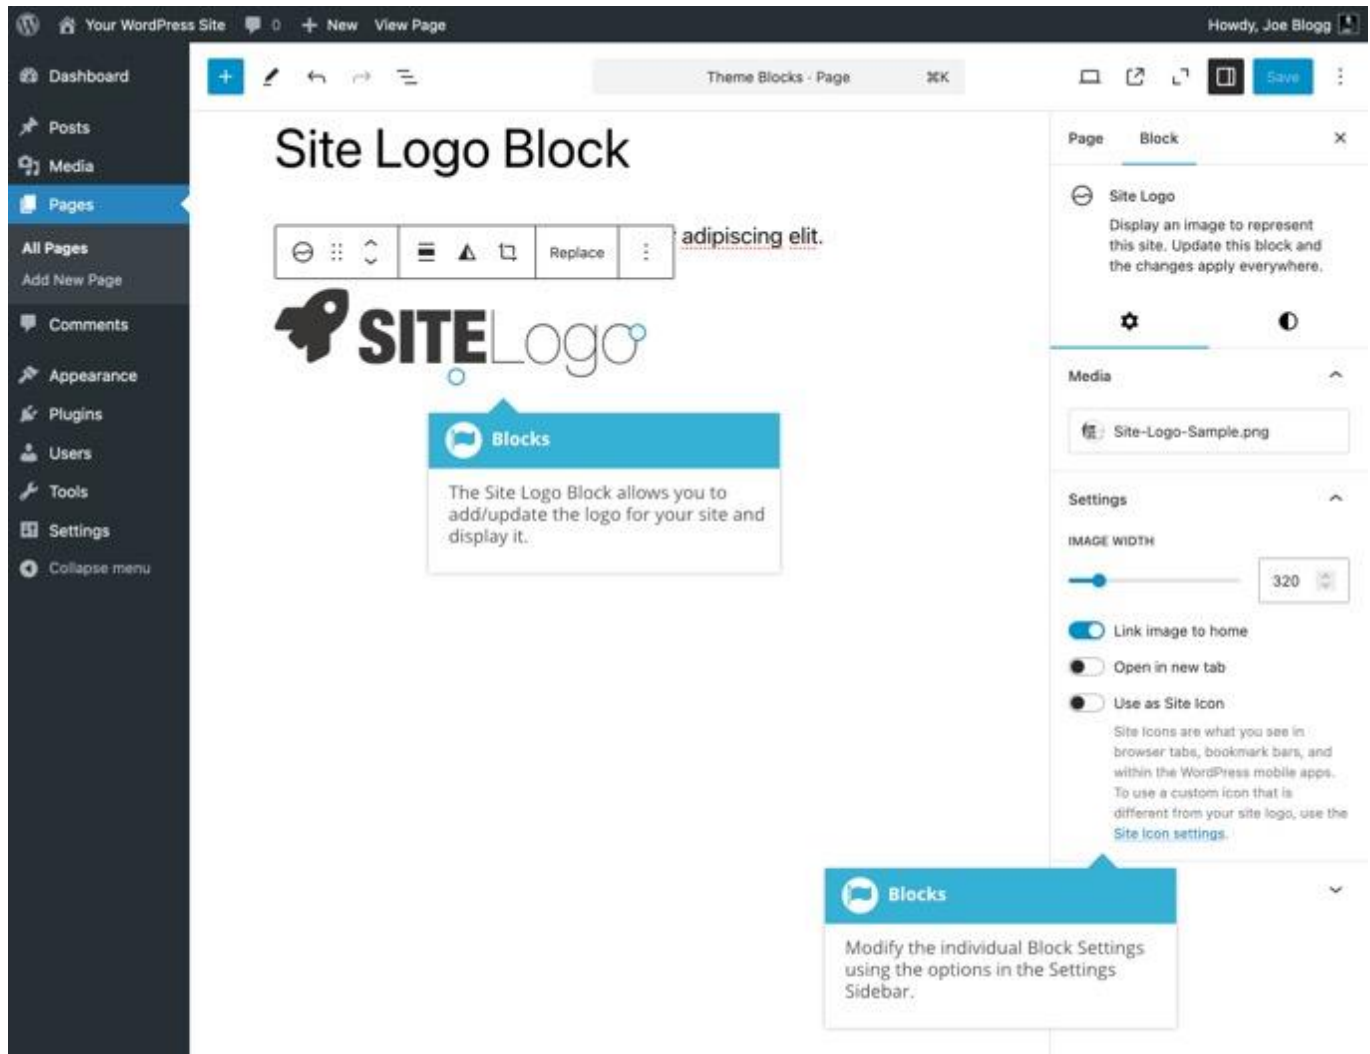 Your WordPress Site 0 + New View Page Howdy, Joe Blogg
Dashboard
Posts
Media
Pages
All Pages
Add New Page
Comments
Appearance
Plugins
Users
Tools
Settings
Collapse menu
Theme Blocks · Page ⌘K
Save
Site Logo Block
adipiscing elit.
Replace
SITELogo
Blocks
The Site Logo Block allows you to
add/update the logo for your site and
display it.
Page Block
Site Logo
Display an image to represent
this site. Update this block and
the changes apply everywhere.
Media
Site-Logo-Sample.png
Settings
IMAGE WIDTH
320
Link image to home
Open in new tab
Use as Site Icon
Site Icons are what you see in
browser tabs, bookmark bars, and
within the WordPress mobile apps.
To use a custom icon that is
different from your site logo, use the
Site Icon settings.
Blocks
Modify the individual Block Settings
using the options in the Settings
Sidebar.